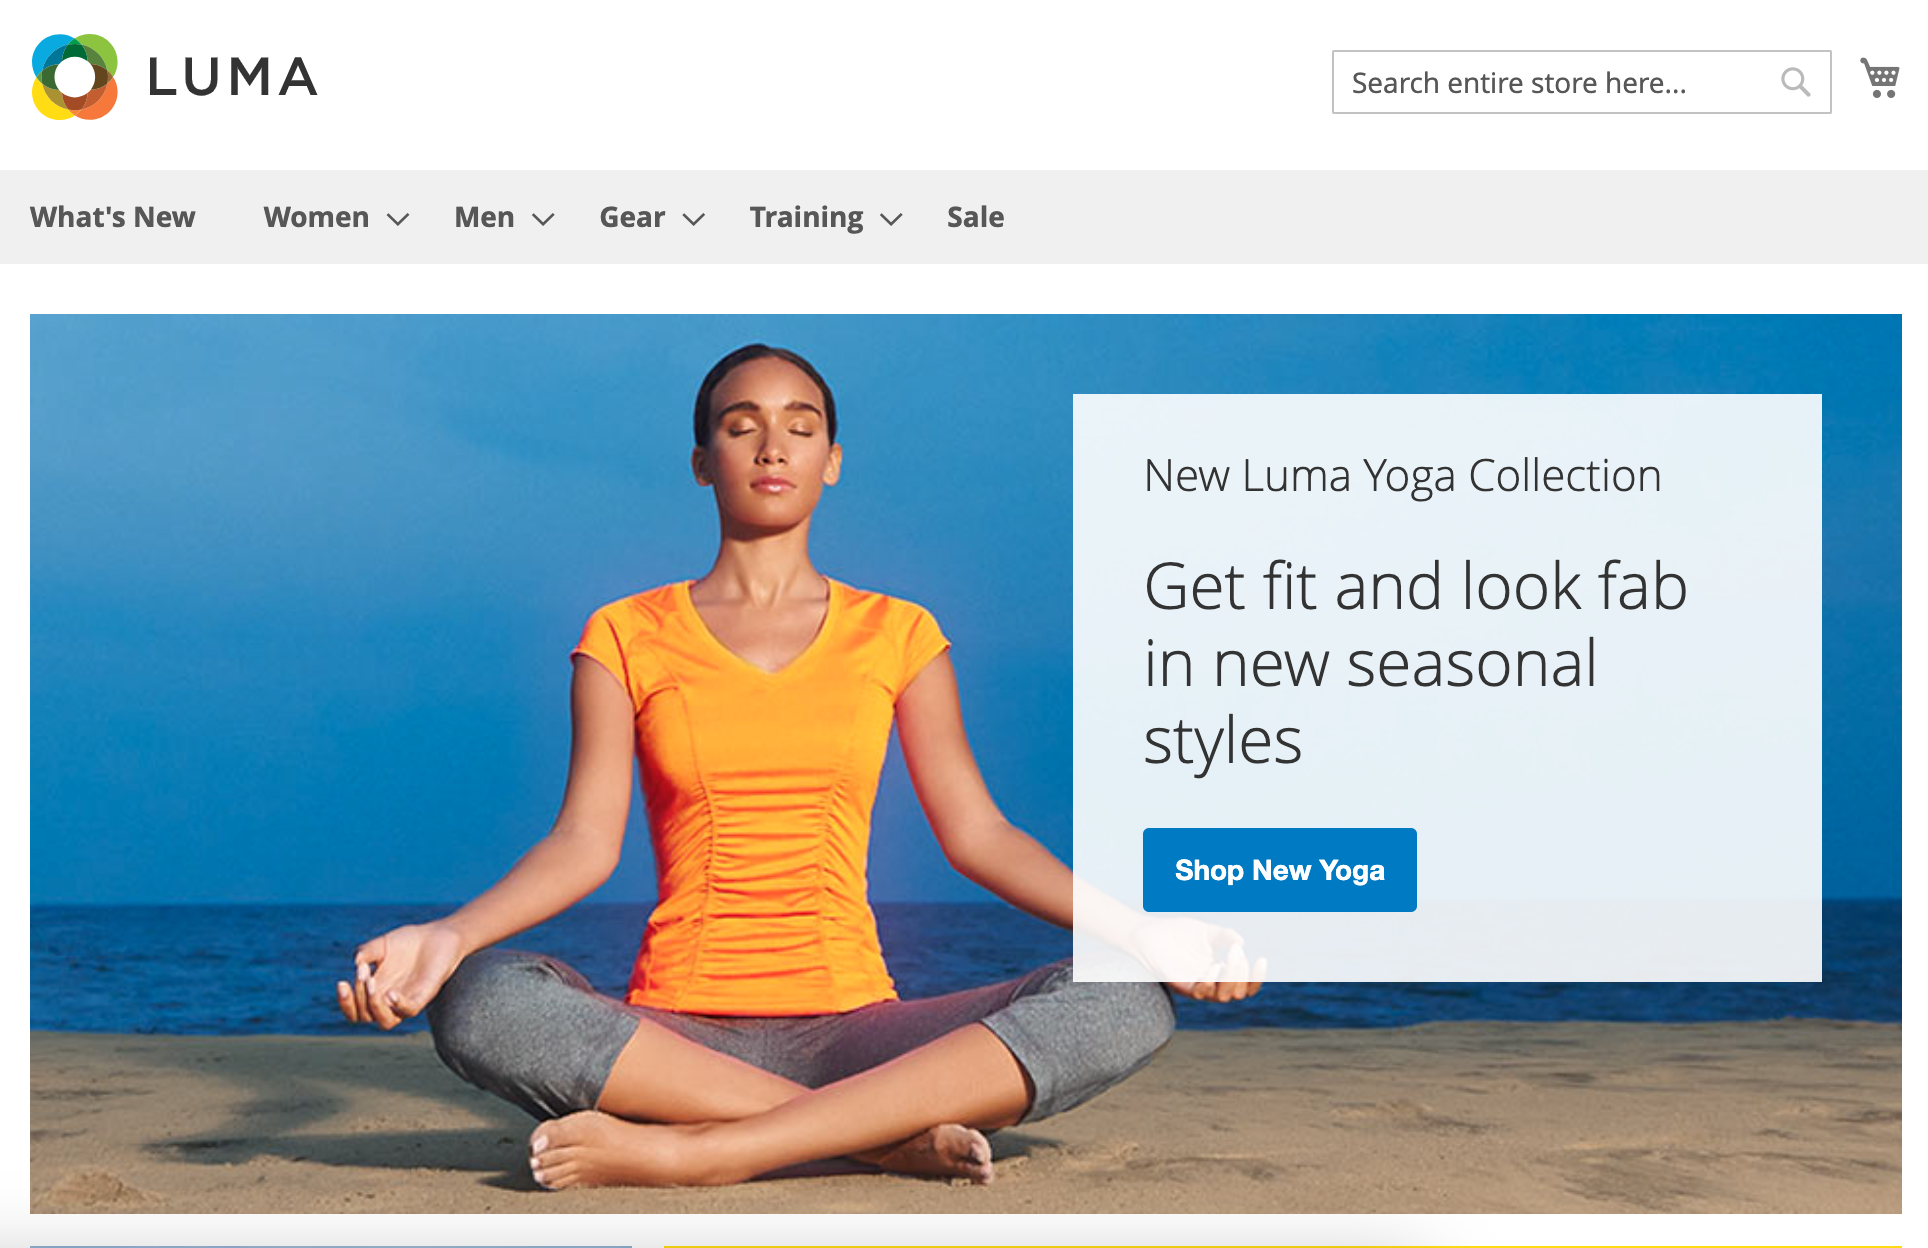 LUMA
Search entire store here...
What's New Women Men Gear Training Sale
New Luma Yoga Collection
Get fit and look fab
in new seasonal
styles
Shop New Yoga